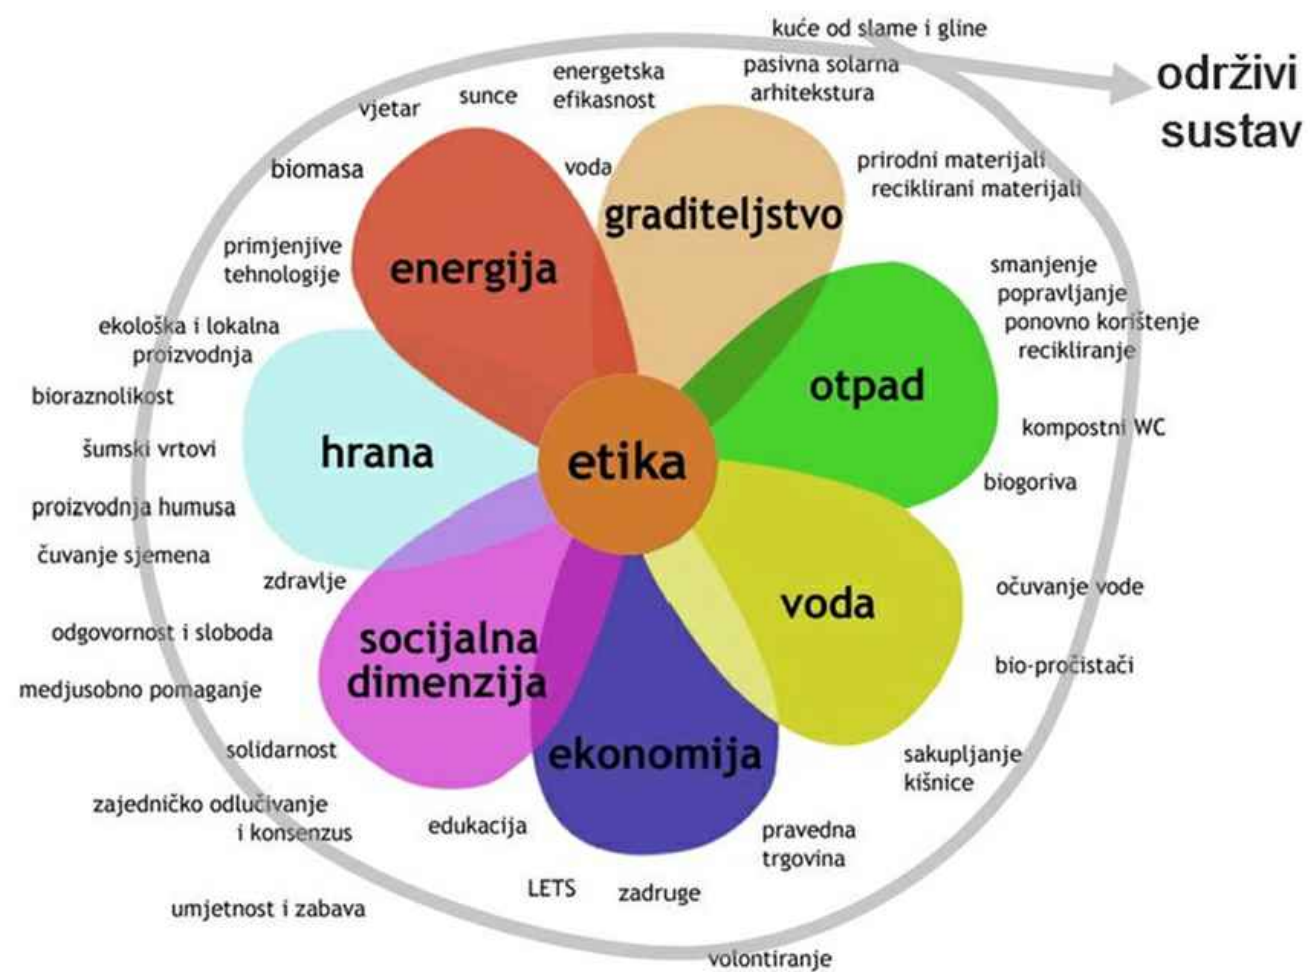 kuće od slame i gline
pasivna solarna
arhitekstura
održivi
sustav
energetska
efikasnost
sunce
vjetar
voda
biomasa
prirodni materijali
reciklirani materijali
graditeljstvo
energija
primjenjive
tehnologije
smanjenje
popravljanje
ponovno korištenje
recikliranje
ekološka i lokalna
proizvodnja
otpad
bioraznolikost
kompostni WC
šumski vrtovi
hrana
etika
biogoriva
proizvodnja humusa
čuvanje sjemena
zdravlje
očuvanje vode
voda
odgovornost i sloboda
socijalna
dimenzija
bio-pročistači
medjusobno pomaganje
solidarnost
ekonomija
sakupljanje
kišnice
zajedničko odlučivanje
i konsenzus
edukacija
pravedna
trgovina
LETS
zadruge
umjetnost i zabava
volontiranje